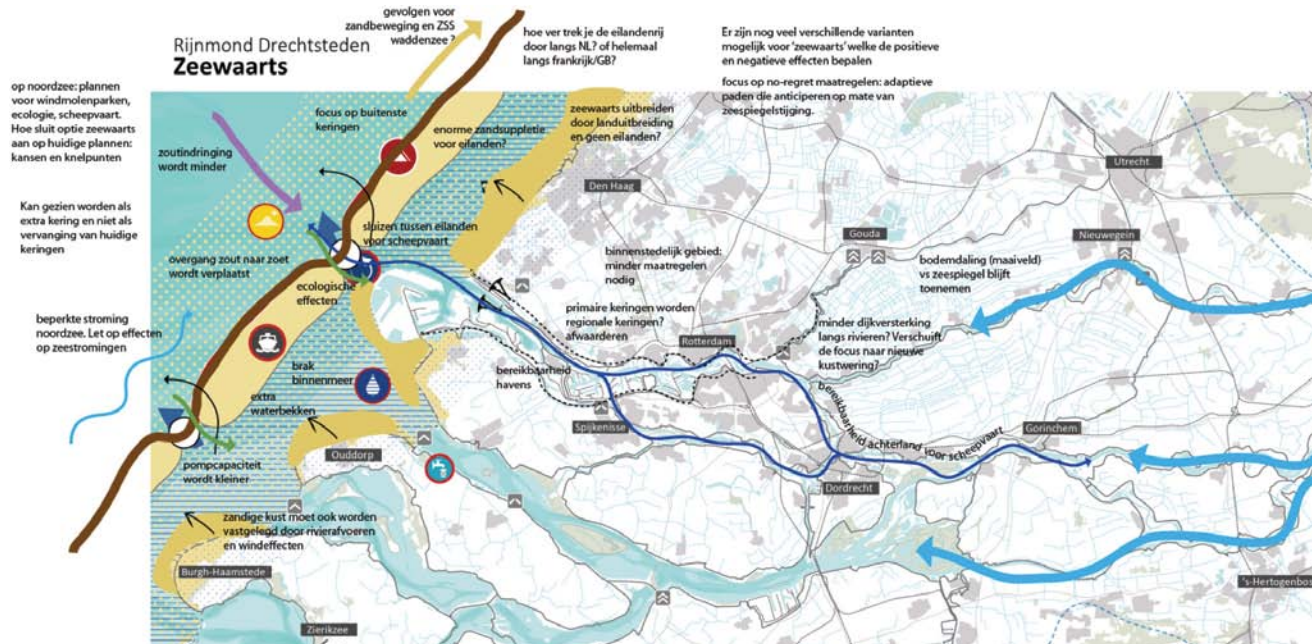 gevolgen voor
zandbeweging en ZSS
waddenzee ?
hoe ver trek je de eilandenrij
door langs NL? of helemaal
langs frankrijk/GB?
Er zijn nog veel verschillende varianten
mogelijk voor 'zeewaarts' welke de positieve
en negatieve effecten bepalen
focus op no-regret maatregelen: adaptieve
paden die anticiperen op mate van
zeespiegelstijging.
Rijnmond Drechtsteden
Zeewaarts
op noordzee: plannen
voor windmolenparken,
ecologie, scheepvaart.
Hoe sluit optie zeewaarts
aan op huidige plannen:
kansen en knelpunten
focus op buitenste
keringen
enorme zandsuppletie
voor eilanden?
zeewaarts uitbreiden
door landuitbreiding
en geen eilanden?
zoutindringing
wordt minder
Utrecht
Den Haag
Kan gezien worden als
extra kering en niet als
vervanging van huidige
keringen
sluizen tussen eilanden
voor scheepvaart
Gouda
Nieuwegein
overgang zout naar zoet
wordt verplaatst
binnenstedelijk gebied:
minder maatregelen
nodig
bodemdaling (maaiveld)
vs zeespiegel blijft
toenemen
ecologische
effecten
beperkte stroming
noordzee. Let op effecten
op zeestromingen
primaire keringen worden
regionale keringen?
afwaarderen
Rotterdam
minder dijkversterking
langs rivieren? Verschuift
de focus naar nieuwe
kustwering?
brak
binnenmeer
bereikbaarheid
havens
extra
waterbekken
bereikbaarheid achterland voor scheepvaart
Spijkenisse
Gorinchem
Ouddorp
pompcapaciteit
wordt kleiner
Dordrecht
zandige kust moet ook worden
vastgelegd door rivierafvoeren
en windeffecten
Burgh-Haamstede
's-Hertogenbos
Zierikzee